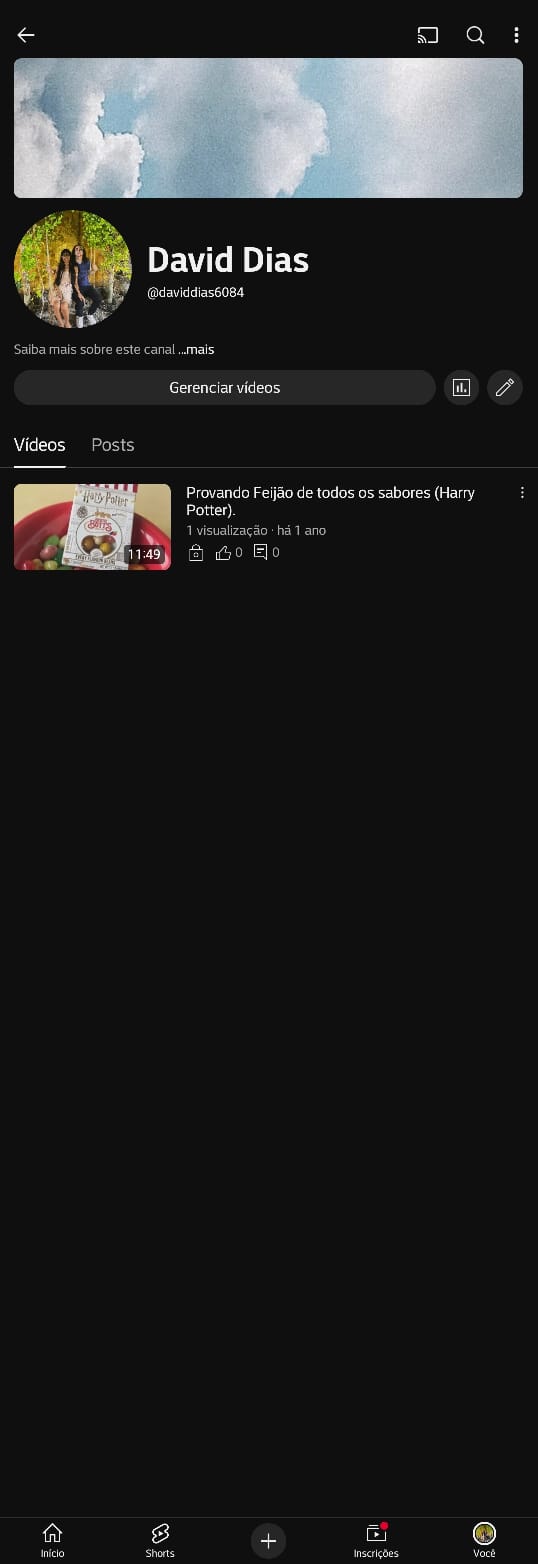 David Dias
@daviddias6084
Saiba mais sobre este canal ...mais
Gerenciar vídeos
Vídeos
Posts
Harry Potter
11:49
Provando Feijão de todos os sabores (Harry
Potter).
1 visualização · há 1 ano
0
0
Início
Shorts
Inscrições
Você